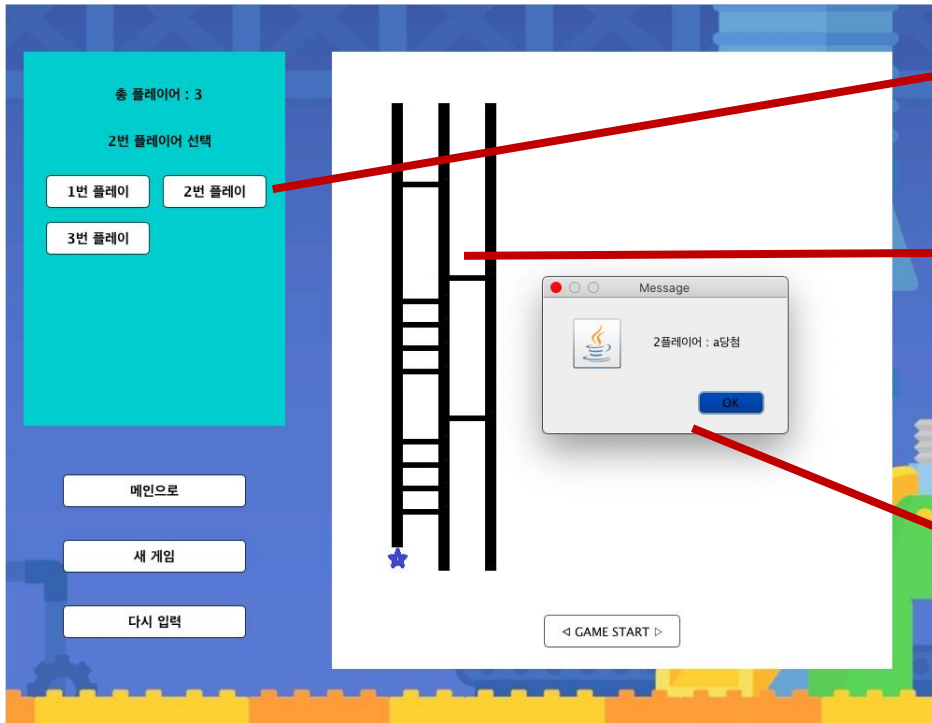 총 플레이어 : 3
2번 플레이어 선택
1번 플레이
2번 플레이
3번 플레이
Message
2플레이어 : a당첨
OK
메인으로
새 게임
다시 입력
◁ GAME START ▷